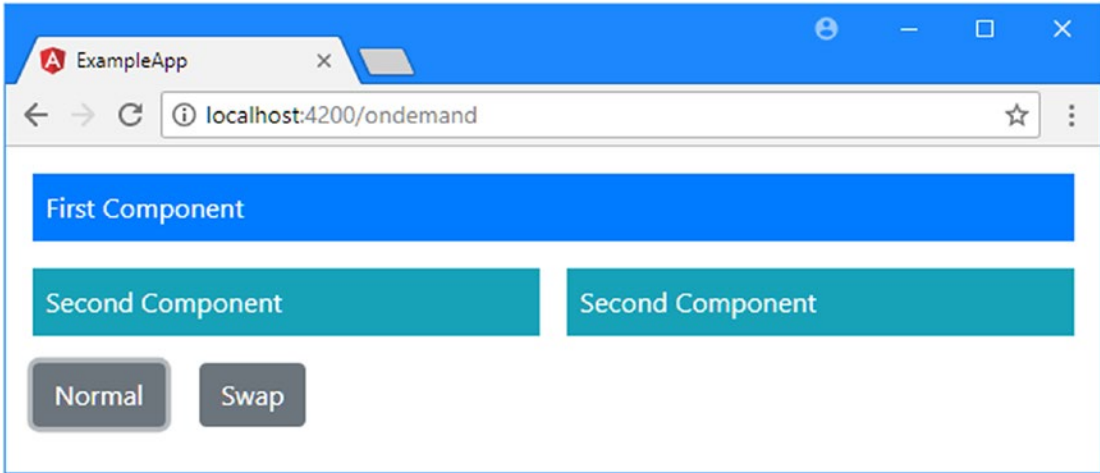 ExampleApp
localhost:4200/ondemand
First Component
Second Component Second Component
Normal Swap